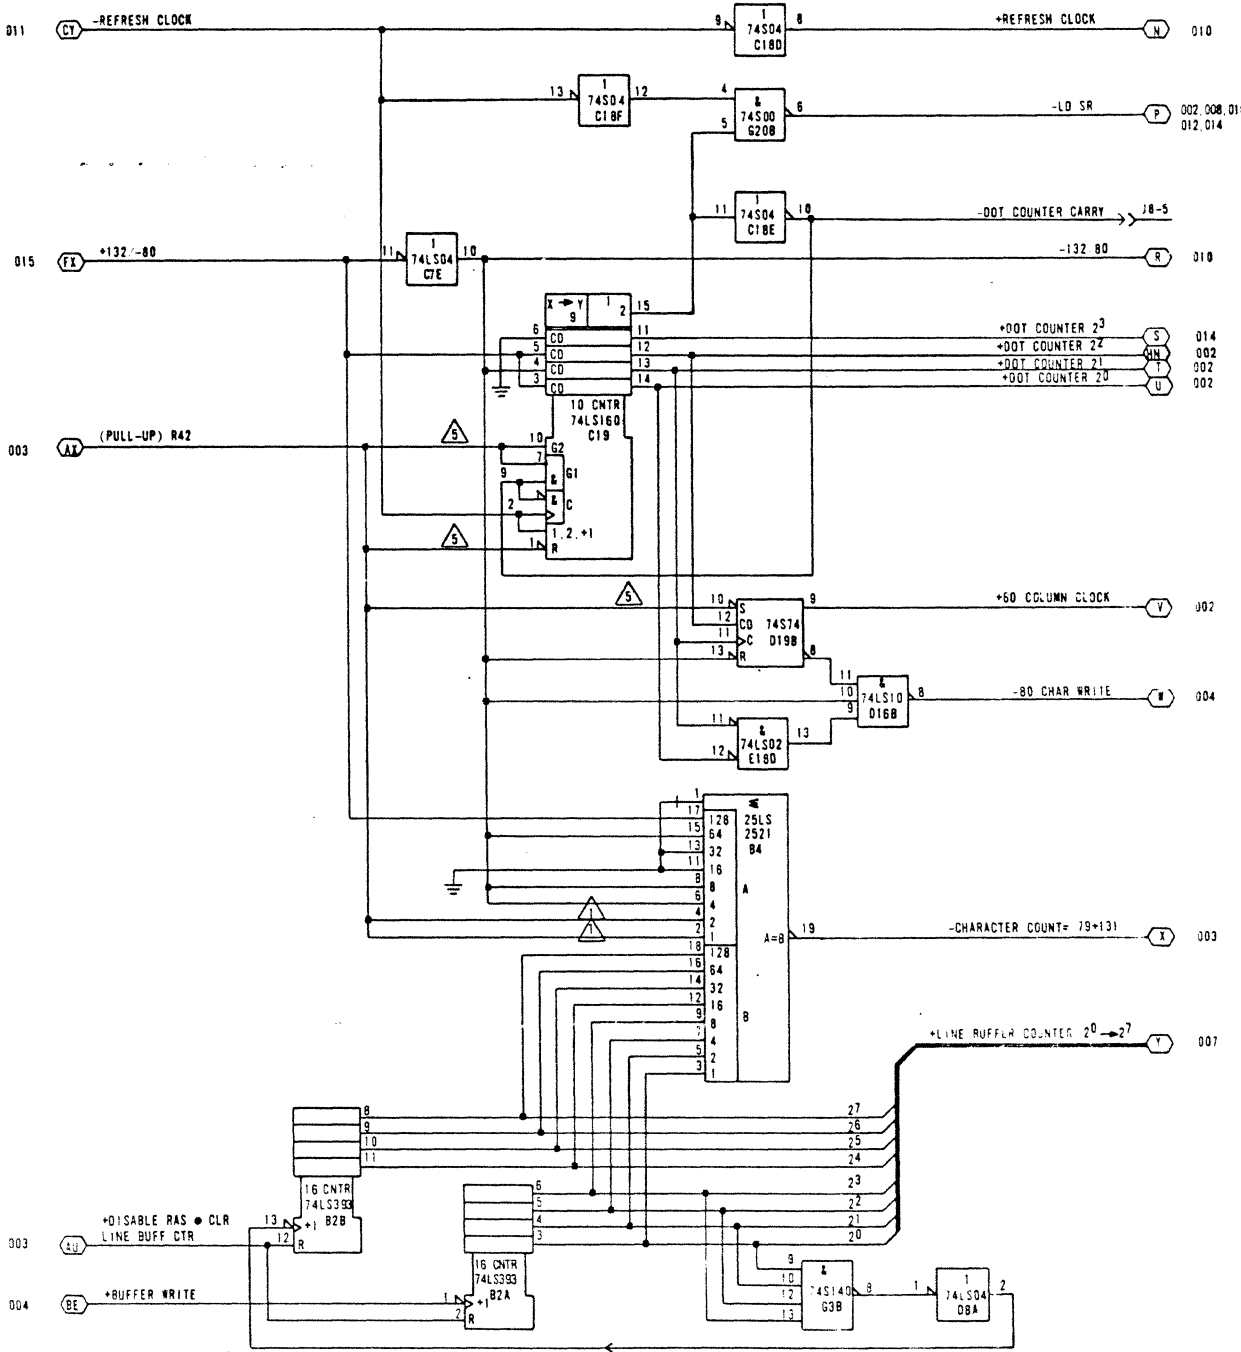 011 CY -REFRESH CLOCK 9 1 74S04 C18D 8 +REFRESH CLOCK N 010
13 1 74S04 C18F 12 4 5 & 74S00 G20B 6 -LD SR P 002,008,01
012,014
11 1 74S04 C18E 10 -DOT COUNTER CARRY J8-5
015 FX +132/-80 11 1 74LS04 C7E 10 -132 80 R 010
X → Y 9 1 2 15
6 CD 11 +DOT COUNTER 2³ S 014
5 CD 12 +DOT COUNTER 2² HN 002
4 CD 13 +DOT COUNTER 2¹ T 002
3 CD 14 +DOT COUNTER 2⁰ U 002
10 CNTR
74LS160
C19
003 AX (PULL-UP) R42 5 10 G2
7
9 & G1
& C
2
1,2,+1
5 1 R
5
10 S 9 +60 COLUMN CLOCK V 002
12 CD 74S74
11 C D19B
13 R 8
11 10 9 & 74LS10 D16B 8 -80 CHAR WRITE W 004
11 12 & 74LS02 E18D 13
1
17 128 25LS
15 64 2521
13 32 B4
11 16
8 8 A
6 4
1 4 2
1 2 1
A=B 19 -CHARACTER COUNT= 79+131 X 003
18 128
16 64
14 32
12 16
9 8 B
7 4
5 2
3 1
+LINE BUFFER COUNTER 2⁰ →2⁷ Y 007
8 27
9 26
10 25
11 24
16 CNTR
74LS393
B2B
13 +1
12 R
6 23
5 22
4 21
3 20
16 CNTR
74LS393
B2A
003 AU +DISABLE RAS ● CLR
LINE BUFF CTR
004 BE +BUFFER WRITE 1 +1
2 R
9 10 12 13 & 74S140 G3B 8 1 1 74LS04 D8A 2